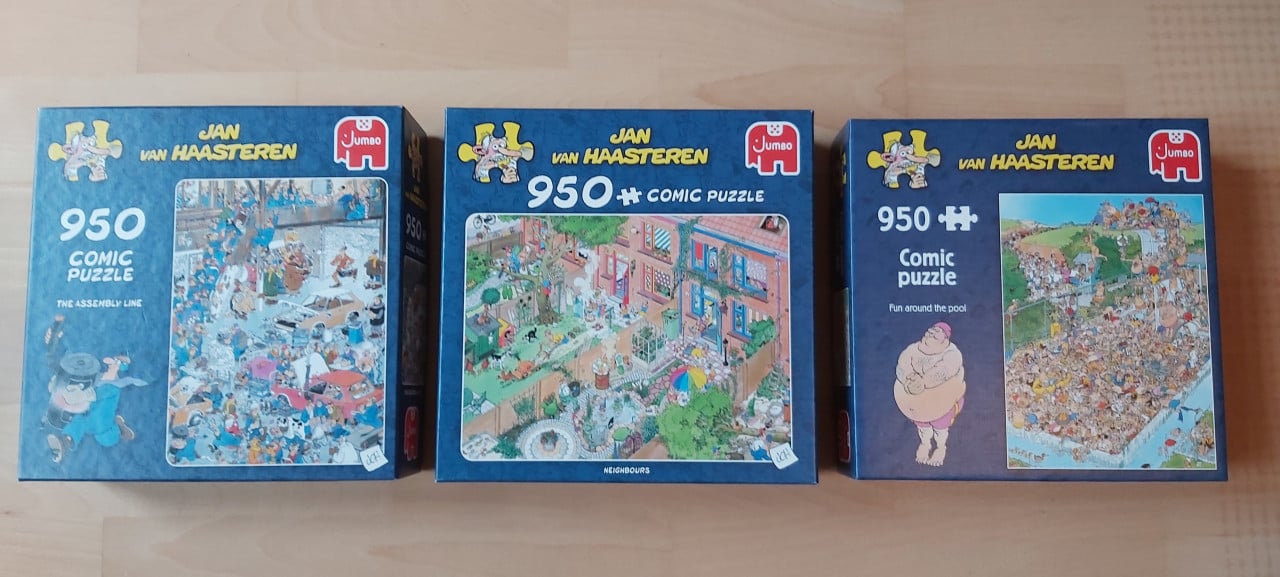 JAN
VAN HAASTEREN
Jumbo
950
COMIC
PUZZLE
THE ASSEMBLY LINE
950
JAN
VAN HAASTEREN
Jumbo
950 COMIC PUZZLE
NEIGHBOURS
JAN
VAN HAASTEREN
Jumbo
950
Comic
puzzle
Fun around the pool